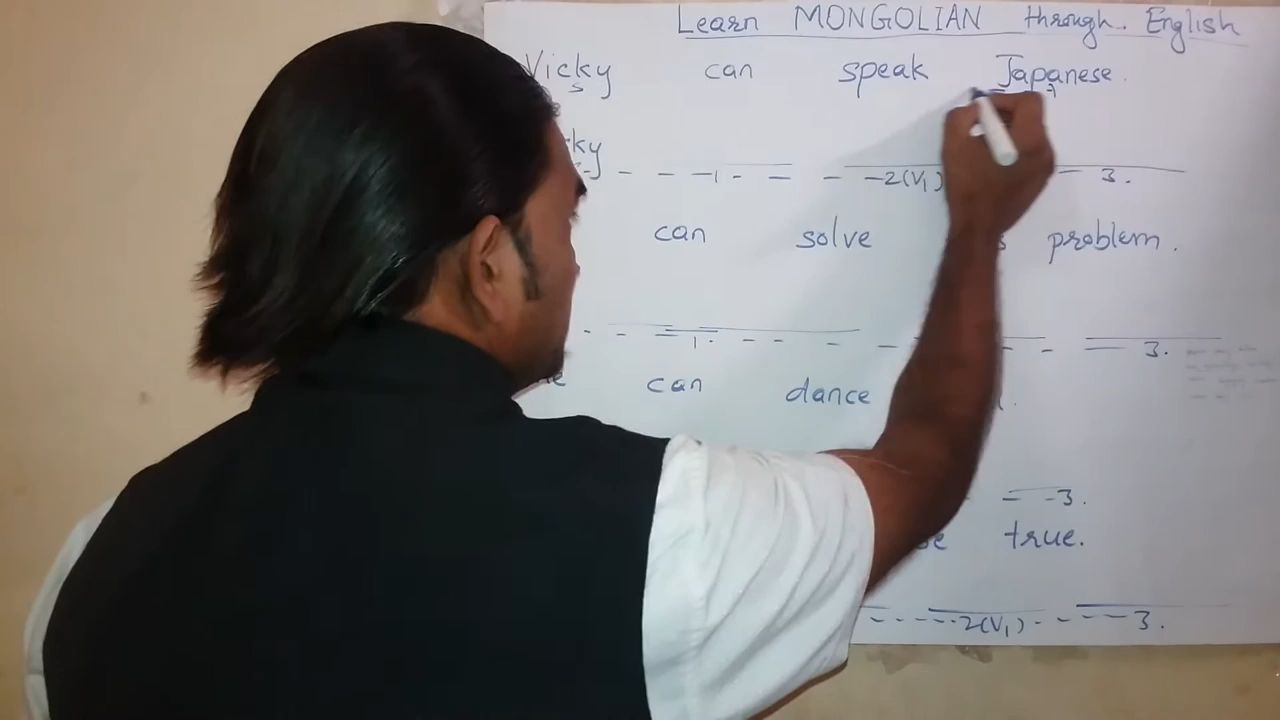 Learn MONGOLIAN through English
Vicky can speak Japanese.
s
1 2(V1) 3.
can solve problem.
1. 3.
can dance
3.
true.
2(V1) 3.